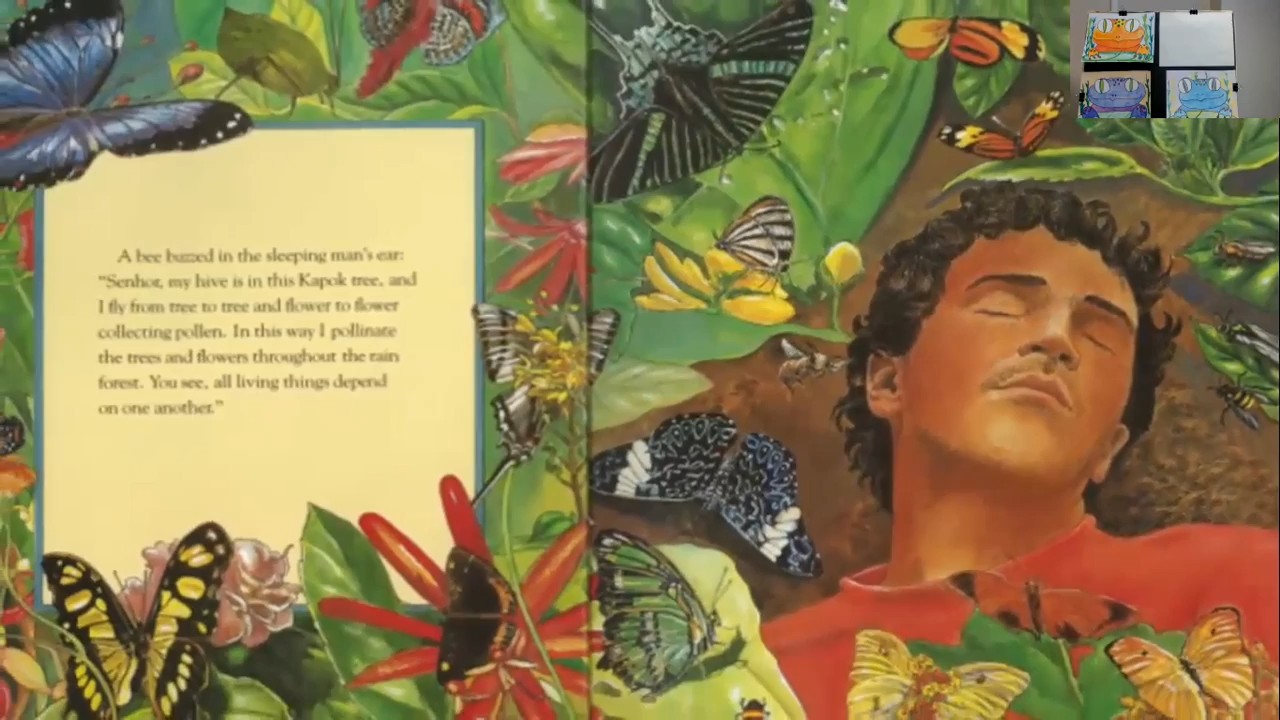 A bee buzzed in the sleeping man's ear:
"Senhor, my hive is in this Kapok tree, and
I fly from tree to tree and flower to flower
collecting pollen. In this way I pollinate
the trees and flowers throughout the rain
forest. You see, all living things depend
on one another."